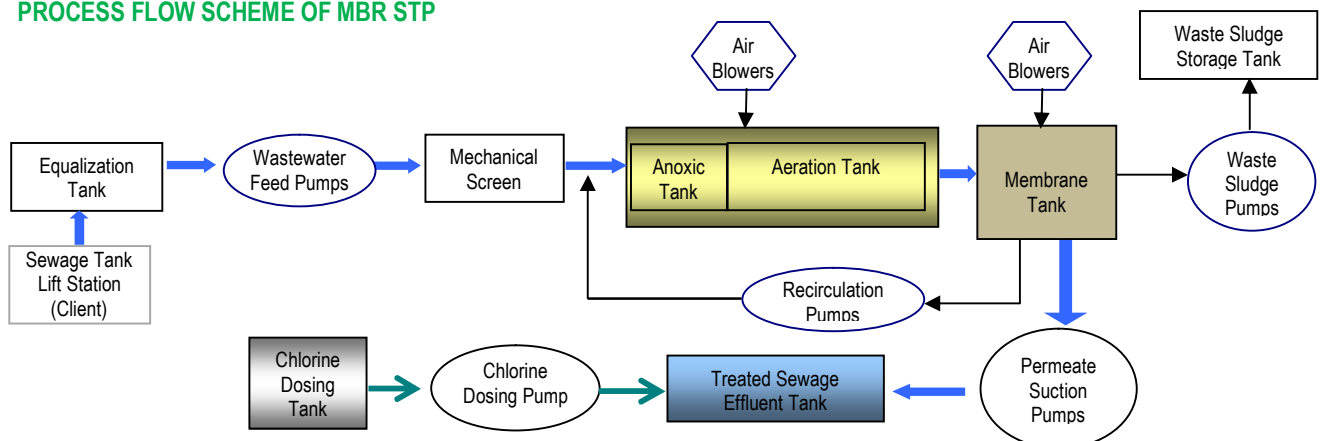 PROCESS FLOW SCHEME OF MBR STP
Air
Blowers
Air
Blowers
Waste Sludge
Storage Tank
Equalization
Tank
Wastewater
Feed Pumps
Mechanical
Screen
Anoxic
Tank
Aeration Tank
Membrane
Tank
Waste
Sludge
Pumps
Sewage Tank
Lift Station
(Client)
Recirculation
Pumps
Chlorine
Dosing
Tank
Chlorine
Dosing Pump
Treated Sewage
Effluent Tank
Permeate
Suction
Pumps